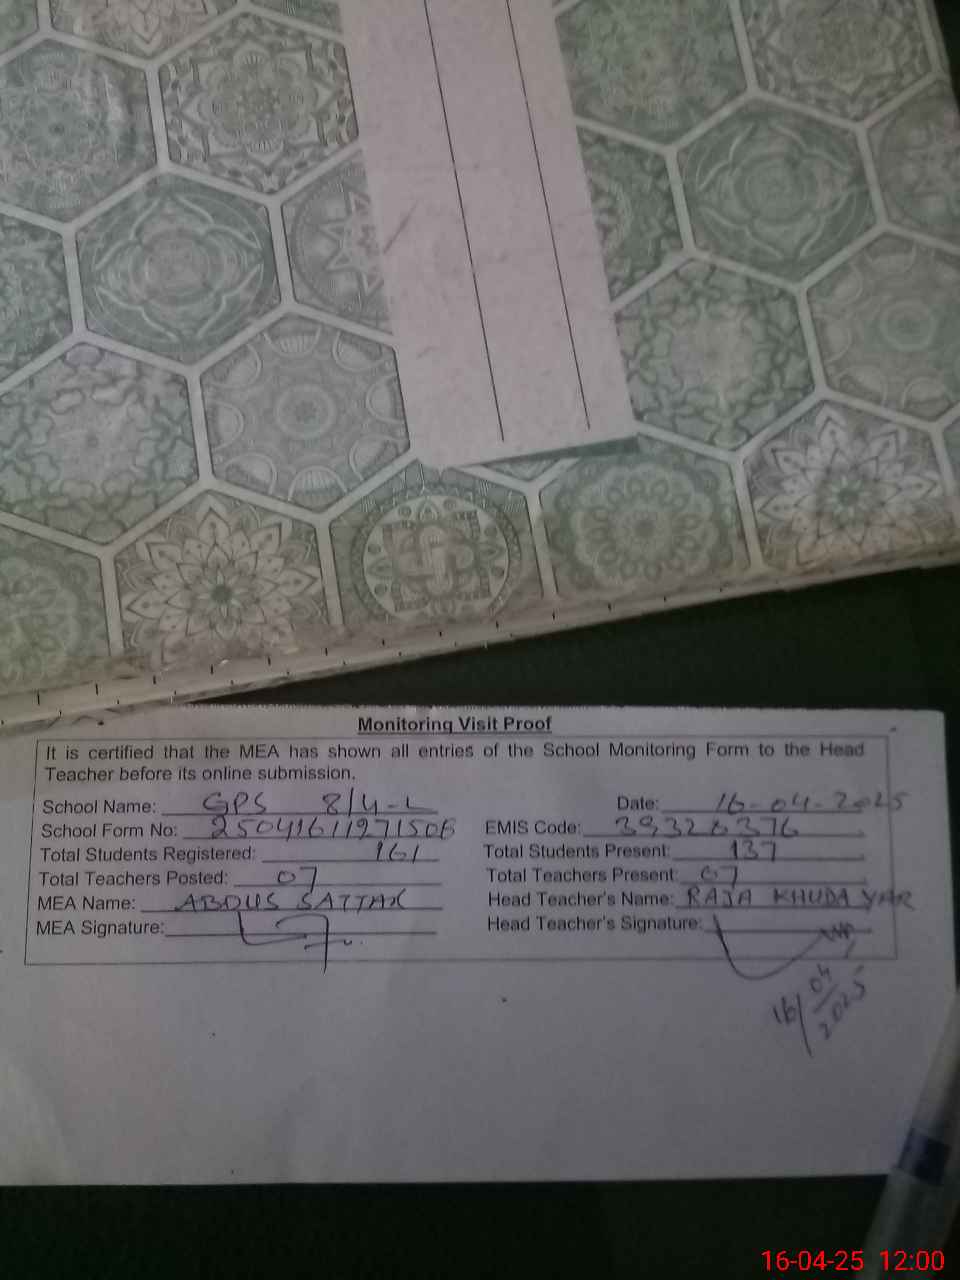 Monitoring Visit Proof
It is certified that the MEA has shown all entries of the School Monitoring Form to the Head
Teacher before its online submission.
School Name: GPS 8/4-L Date: 16-04-2025
School Form No: 25041611271506 EMIS Code: 39320376
Total Students Registered: 161 Total Students Present: 137
Total Teachers Posted: 07 Total Teachers Present: 07
MEA Name: ABDUS SATTAR Head Teacher's Name: RAJA KHUDA YAR
MEA Signature: Head Teacher's Signature:
16/04/2025
16-04-25 12:00